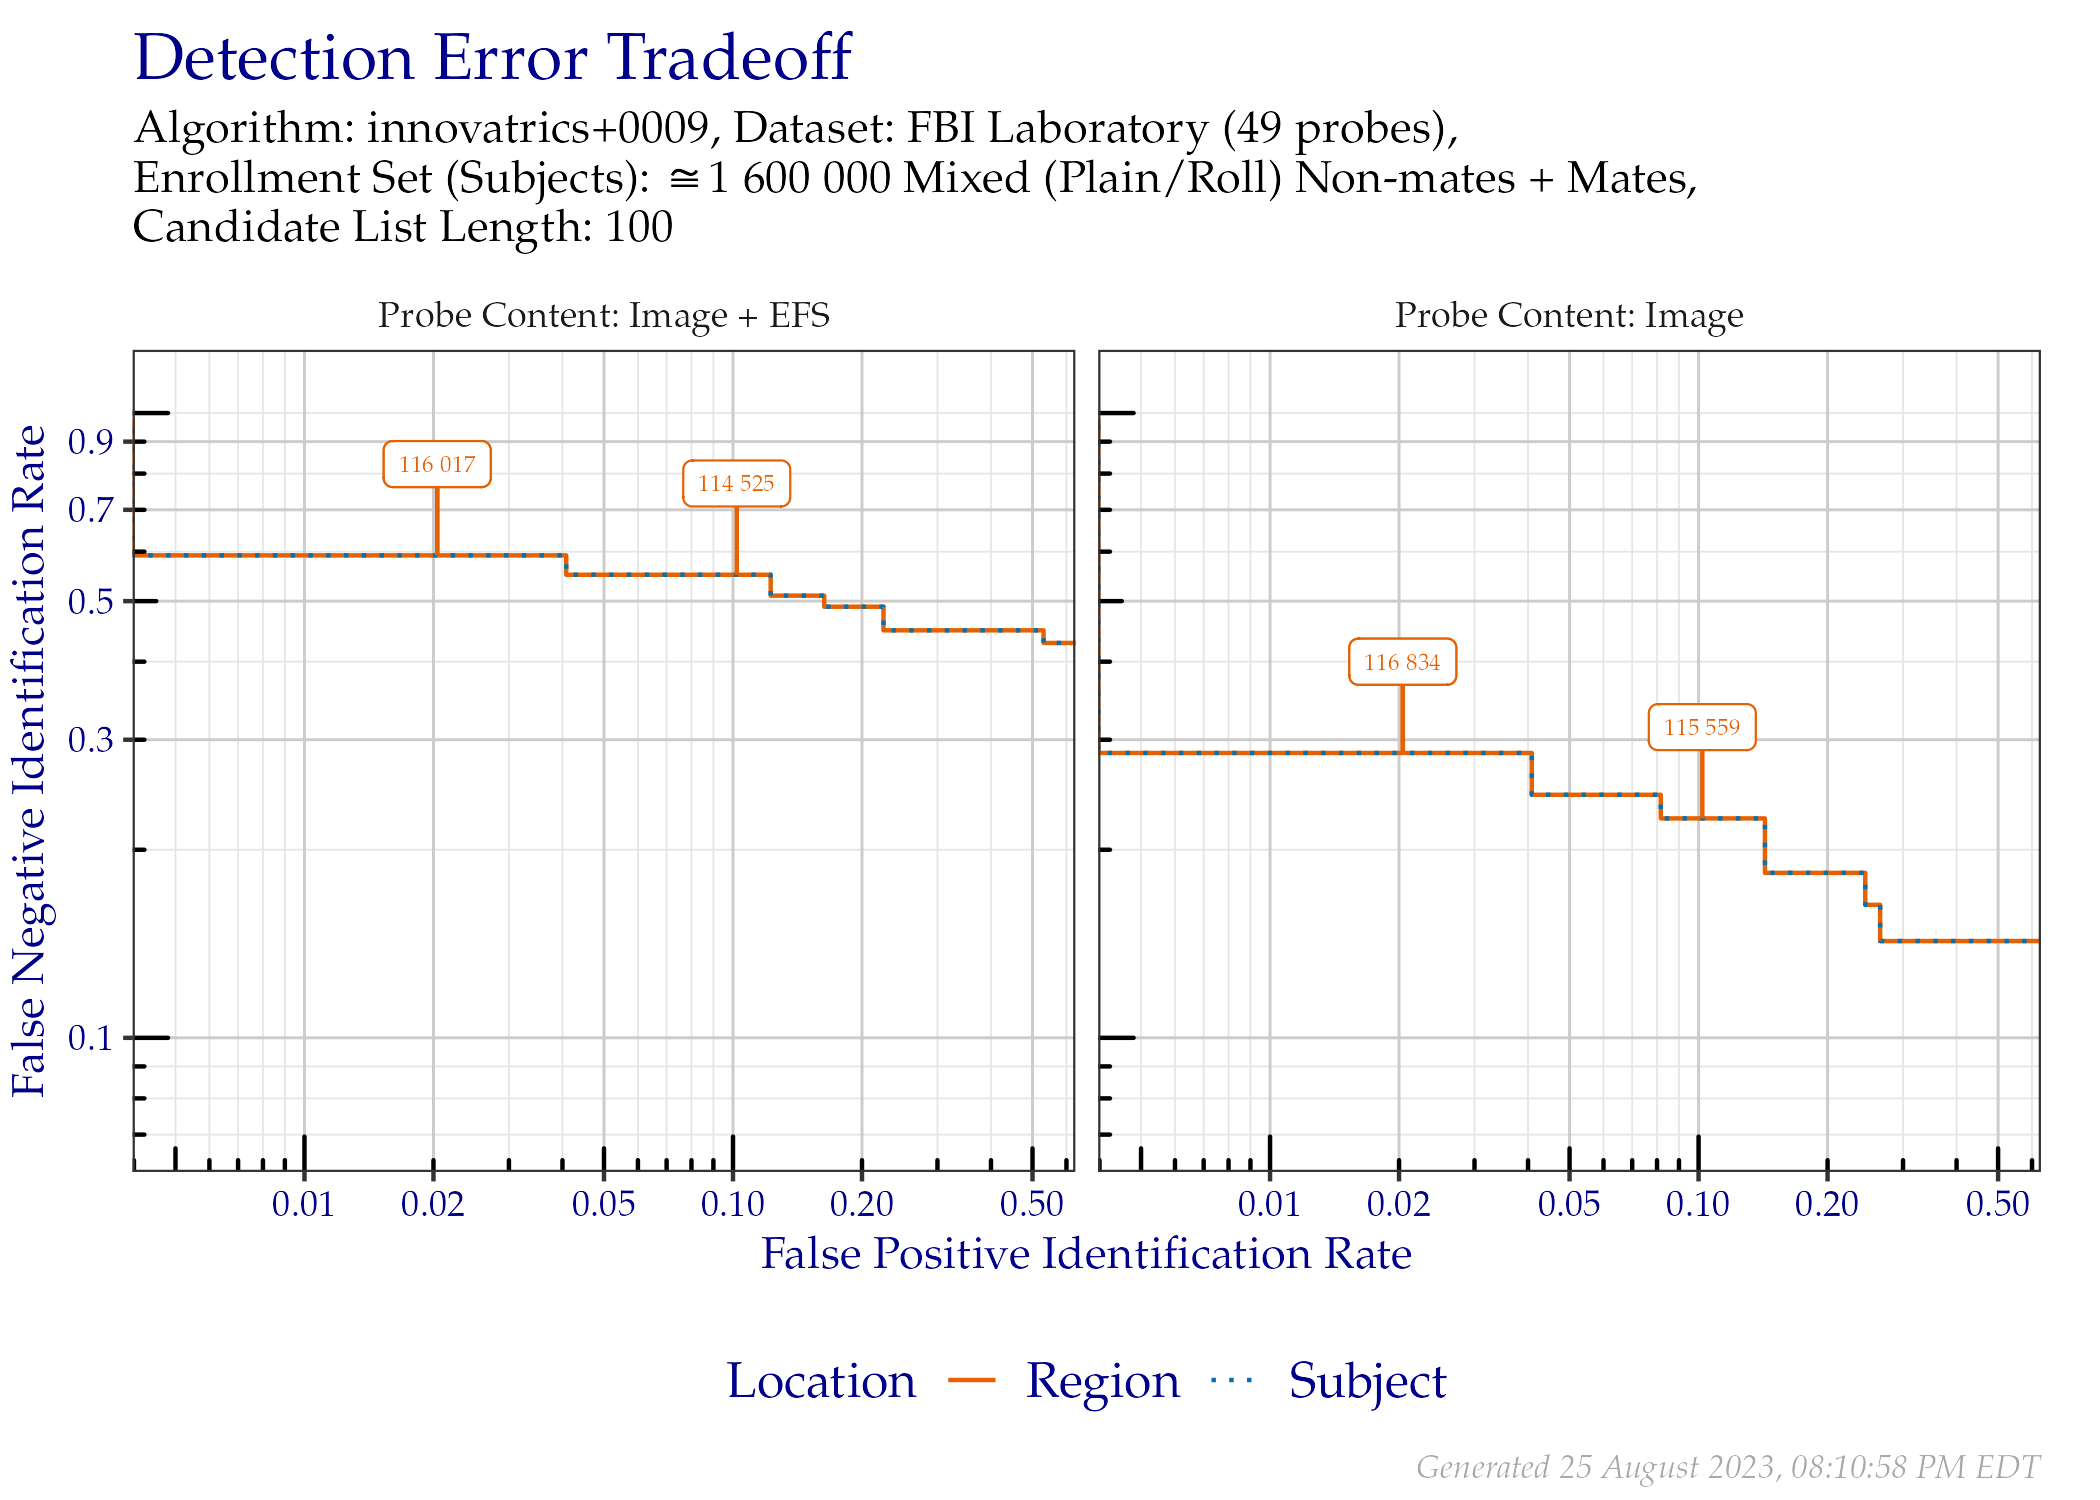 Detection Error Tradeoff
Algorithm: innovatrics+0009, Dataset: FBI Laboratory (49 probes),
Enrollment Set (Subjects): ≅1 600 000 Mixed (Plain/Roll) Non-mates + Mates,
Candidate List Length: 100
Probe Content: Image + EFS
Probe Content: Image
False Negative Identification Rate
0.9
0.7
0.5
0.3
0.1
116 017
114 525
116 834
115 559
0.01 0.02 0.05 0.10 0.20 0.50
0.01 0.02 0.05 0.10 0.20 0.50
False Positive Identification Rate
Location Region Subject
Generated 25 August 2023, 08:10:58 PM EDT